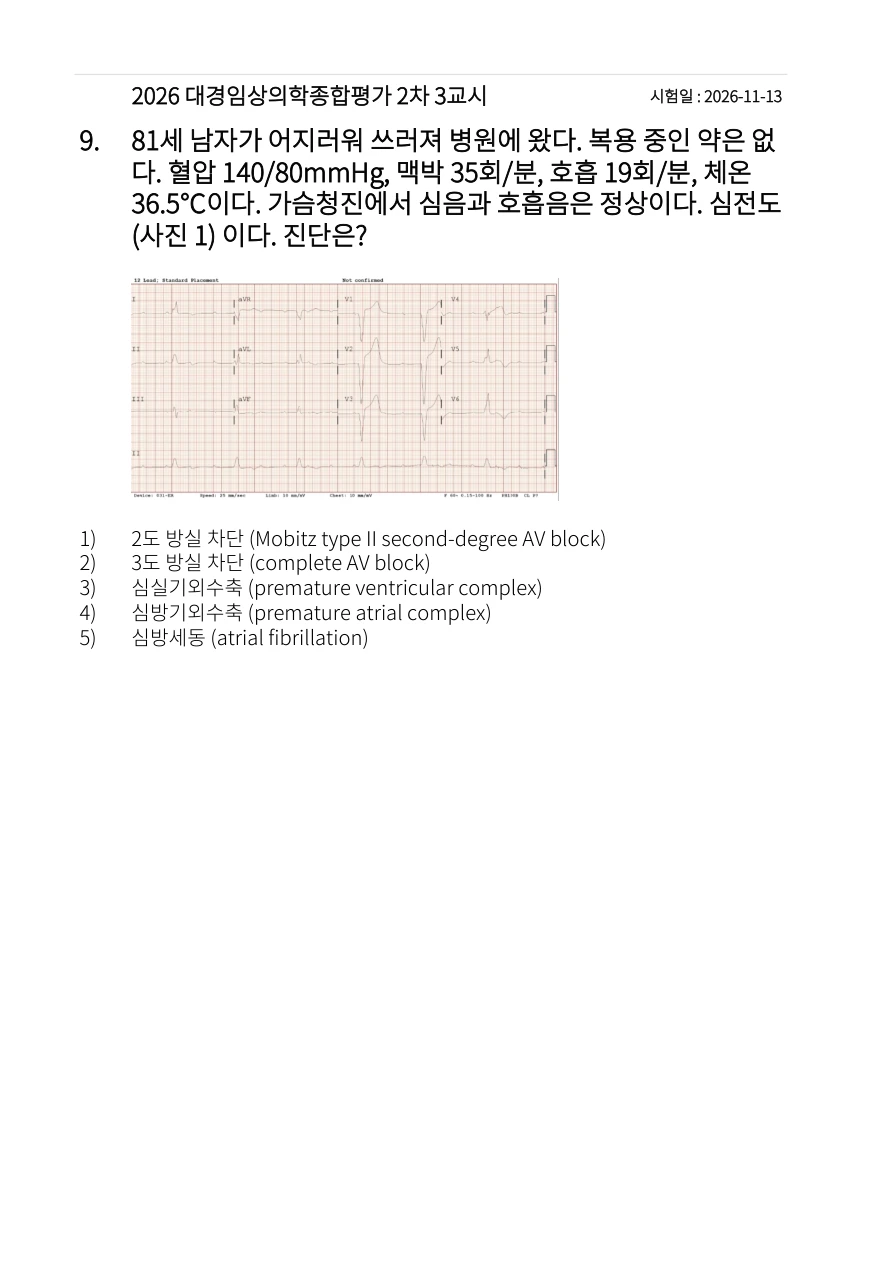 2026 대경임상의학종합평가 2차 3교시
시험일 : 2026-11-13
9. 81세 남자가 어지러워 쓰러져 병원에 왔다. 복용 중인 약은 없
다. 혈압 140/80mmHg, 맥박 35회/분, 호흡 19회/분, 체온
36.5°C이다. 가슴청진에서 심음과 호흡음은 정상이다. 심전도
(사진 1) 이다. 진단은?
12 Lead; Standard Placement
Not confirmed
I aVR V1 V4
II aVL V2 V5
III aVF V3 V6
II
Speed: 25 mm/sec Limb: 10 mm/mV Chest: 10 mm/mV
1) 2도 방실 차단 (Mobitz type II second-degree AV block)
2) 3도 방실 차단 (complete AV block)
3) 심실기외수축 (premature ventricular complex)
4) 심방기외수축 (premature atrial complex)
5) 심방세동 (atrial fibrillation)